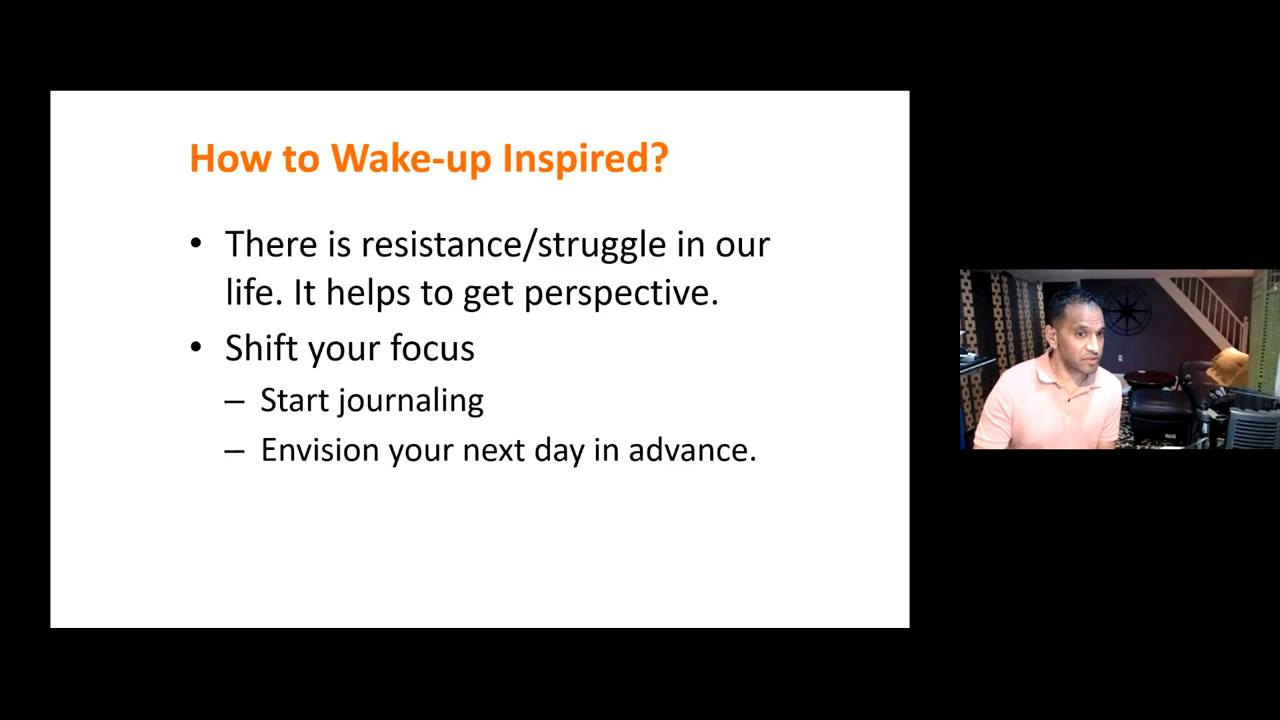 How to Wake-up Inspired?
• There is resistance/struggle in our
life. It helps to get perspective.
• Shift your focus
– Start journaling
– Envision your next day in advance.